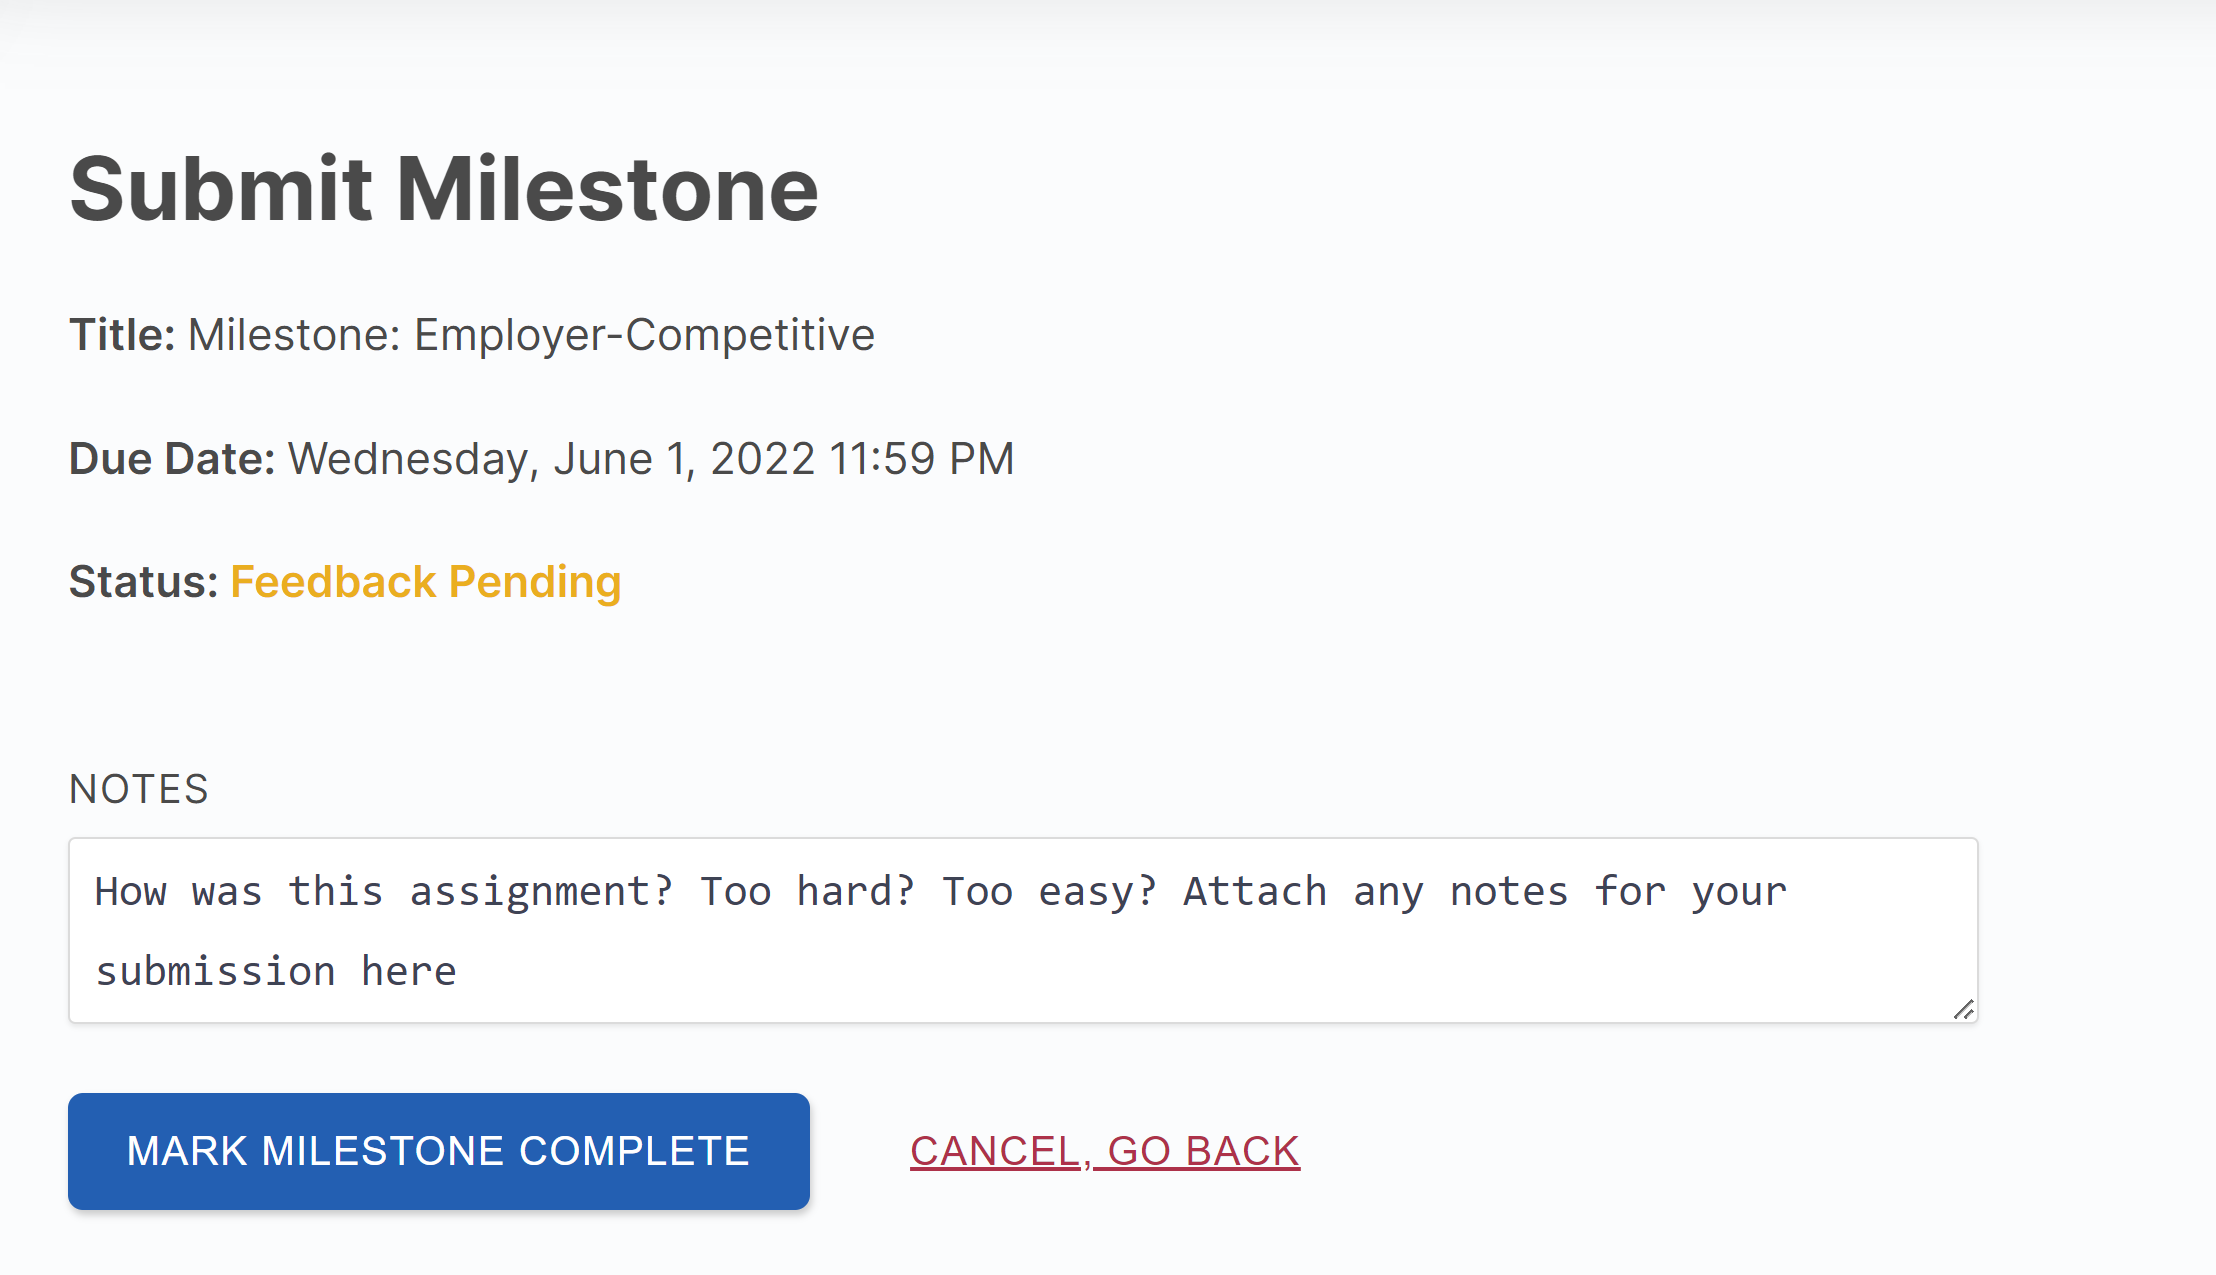 Submit Milestone
Title: Milestone: Employer-Competitive
Due Date: Wednesday, June 1, 2022 11:59 PM
Status: Feedback Pending
NOTES
How was this assignment? Too hard? Too easy? Attach any notes for your
submission here
MARK MILESTONE COMPLETE
CANCEL, GO BACK